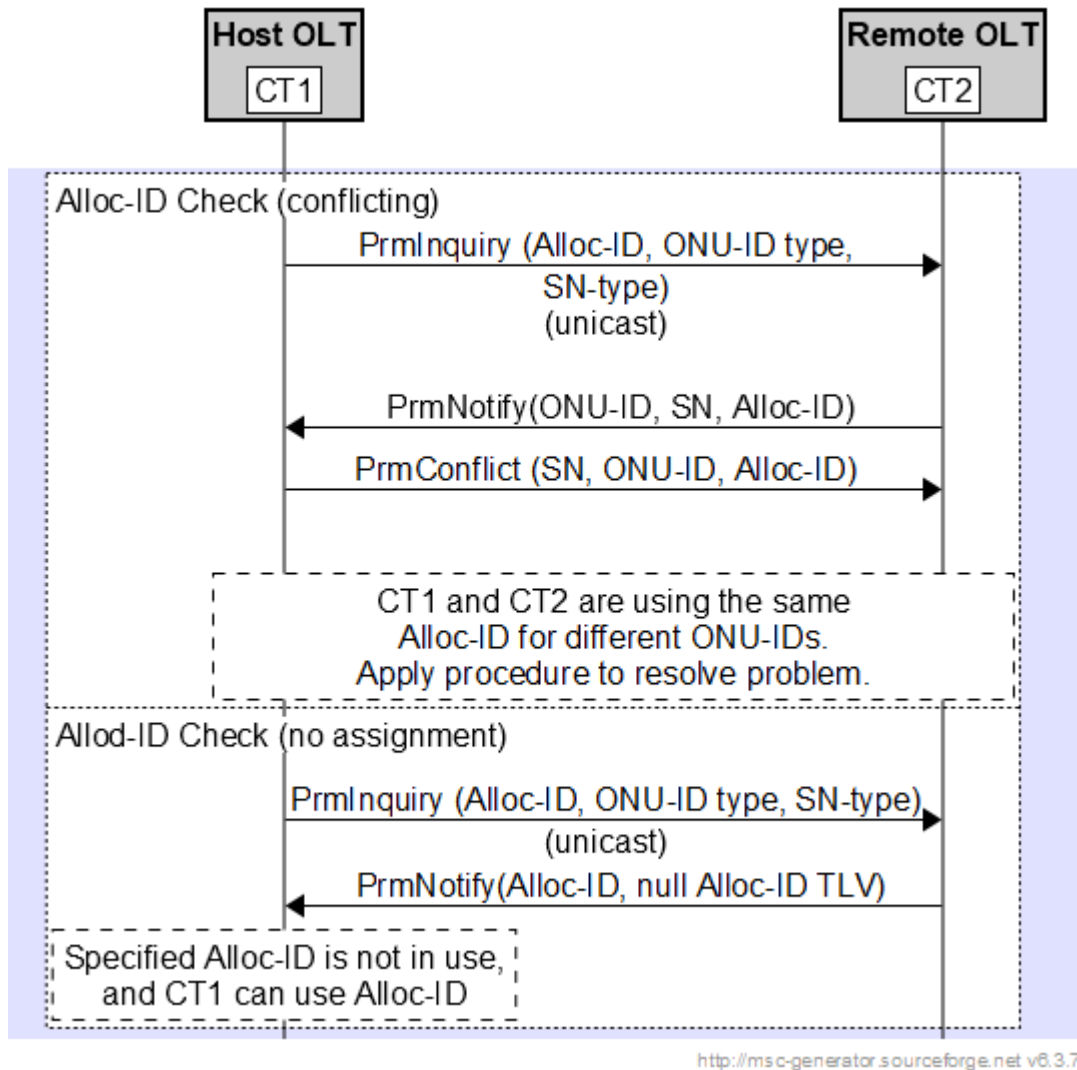 Host OLT
CT1
Remote OLT
CT2
Alloc-ID Check (conflicting)
PrmInquiry (Alloc-ID, ONU-ID type,
SN-type)
(unicast)
PrmNotify(ONU-ID, SN, Alloc-ID)
PrmConflict (SN, ONU-ID, Alloc-ID)
CT1 and CT2 are using the same
Alloc-ID for different ONU-IDs.
Apply procedure to resolve problem.
Allod-ID Check (no assignment)
PrmInquiry (Alloc-ID, ONU-ID type, SN-type)
(unicast)
PrmNotify(Alloc-ID, null Alloc-ID TLV)
Specified Alloc-ID is not in use,
and CT1 can use Alloc-ID
http://msc-generator.sourceforge.net v6.3.7